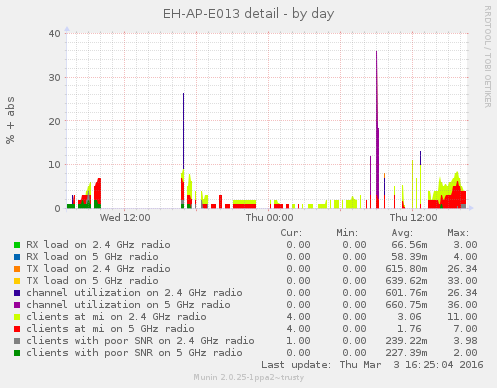 EH-AP-E013 detail - by day
RRDTOOL / TOBI OETIKER
% + abs
40
30
20
10
0
Wed 12:00 Thu 00:00 Thu 12:00
Cur: Min: Avg: Max:
RX load on 2.4 GHz radio 0.00 0.00 66.56m 3.00
RX load on 5 GHz radio 0.00 0.00 58.39m 4.00
TX load on 2.4 GHz radio 0.00 0.00 615.80m 26.34
TX load on 5 GHz radio 0.00 0.00 639.62m 33.00
channel utilization on 2.4 GHz radio 0.00 0.00 601.76m 26.34
channel utilization on 5 GHz radio 0.00 0.00 660.75m 36.00
clients at mi on 2.4 GHz radio 4.00 0.00 3.06 11.00
clients at mi on 5 GHz radio 4.00 0.00 1.76 7.00
clients with poor SNR on 2.4 GHz radio 1.00 0.00 239.22m 3.98
clients with poor SNR on 5 GHz radio 0.00 0.00 227.39m 2.00
Last update: Thu Mar 3 16:25:04 2016
Munin 2.0.25-1ppa2~trusty